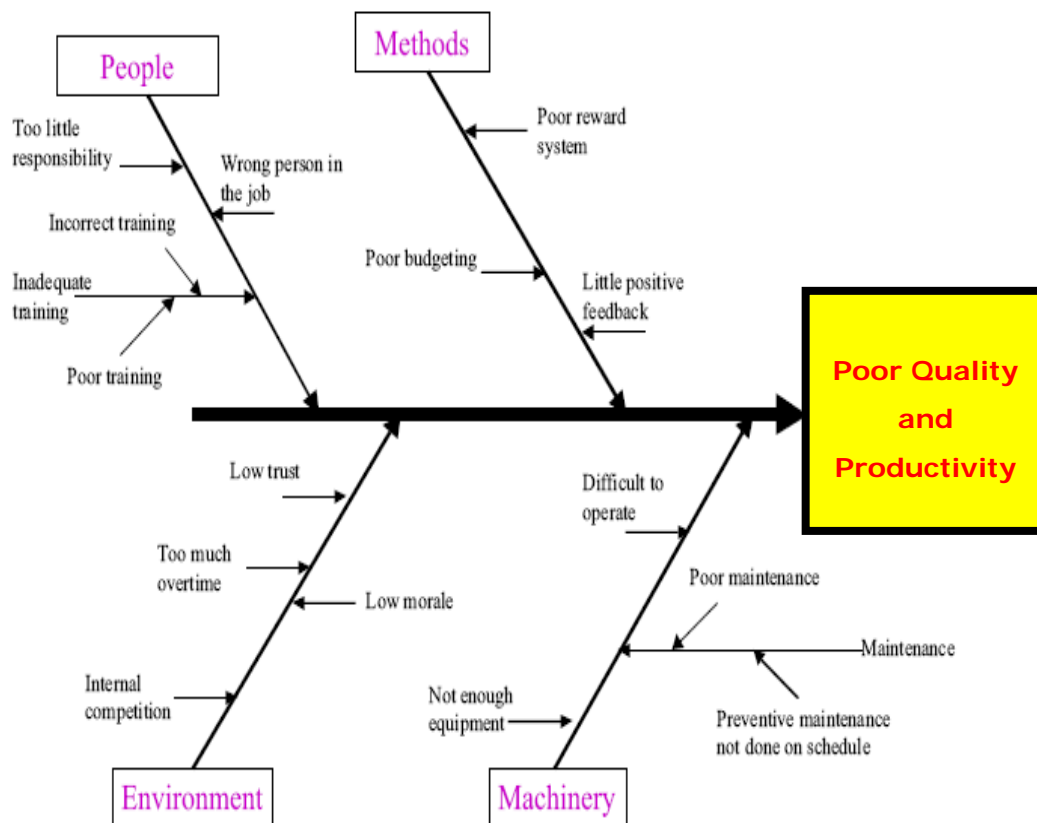 People
Methods
Too little
responsibility
Wrong person in
the job
Incorrect training
Inadequate
training
Poor training
Poor reward
system
Poor budgeting
Little positive
feedback
Poor Quality
and
Productivity
Low trust
Too much
overtime
Low morale
Internal
competition
Difficult to
operate
Poor maintenance
Maintenance
Not enough
equipment
Preventive maintenance
not done on schedule
Environment
Machinery